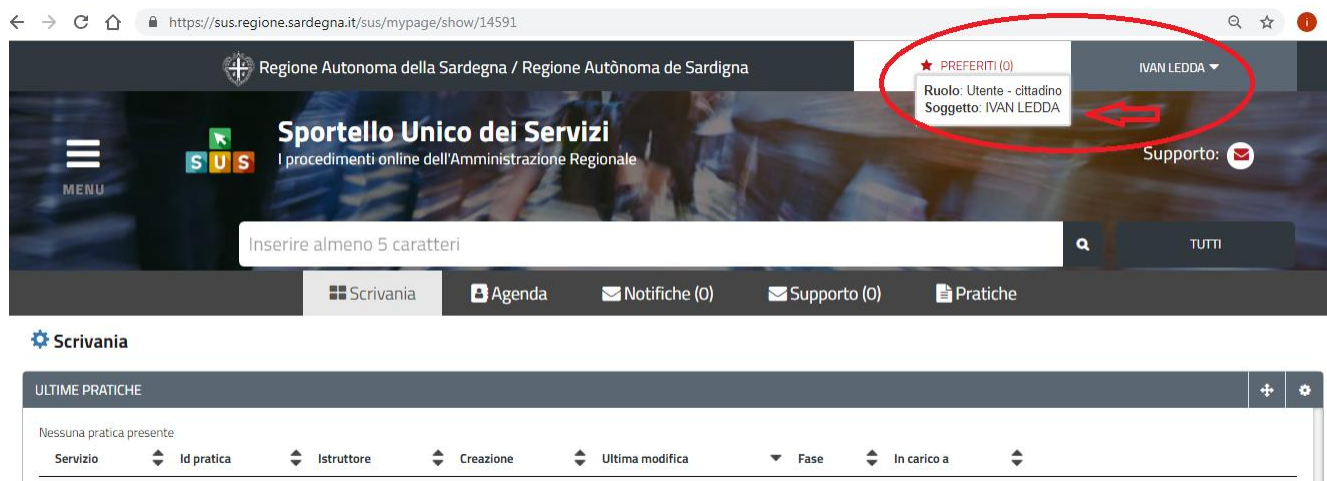 https://sus.regione.sardegna.it/sus/mypage/show/14591
i
Regione Autonoma della Sardegna / Regione Autònoma de Sardigna
PREFERITI (0)
IVAN LEDDA
Ruolo: Utente - cittadino
Soggetto: IVAN LEDDA
MENU
SUS
Sportello Unico dei Servizi
I procedimenti online dell'Amministrazione Regionale
Supporto:
Inserire almeno 5 caratteri
TUTTI
Scrivania Agenda Notifiche (0) Supporto (0) Pratiche
Scrivania
ULTIME PRATICHE
Nessuna pratica presente
Servizio Id pratica Istruttore Creazione Ultima modifica Fase In carico a